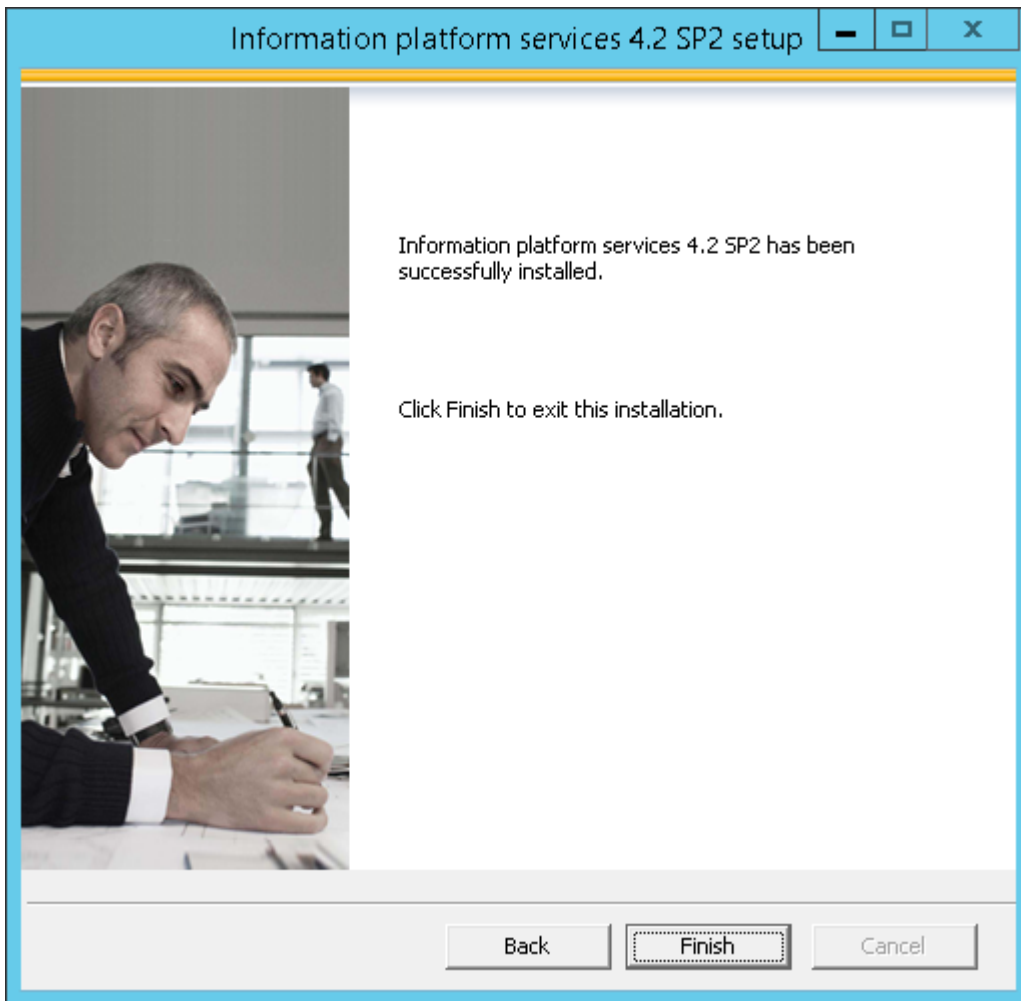 Information platform services 4.2 SP2 setup
Information platform services 4.2 SP2 has been
successfully installed.
Click Finish to exit this installation.
Back
Finish
Cancel